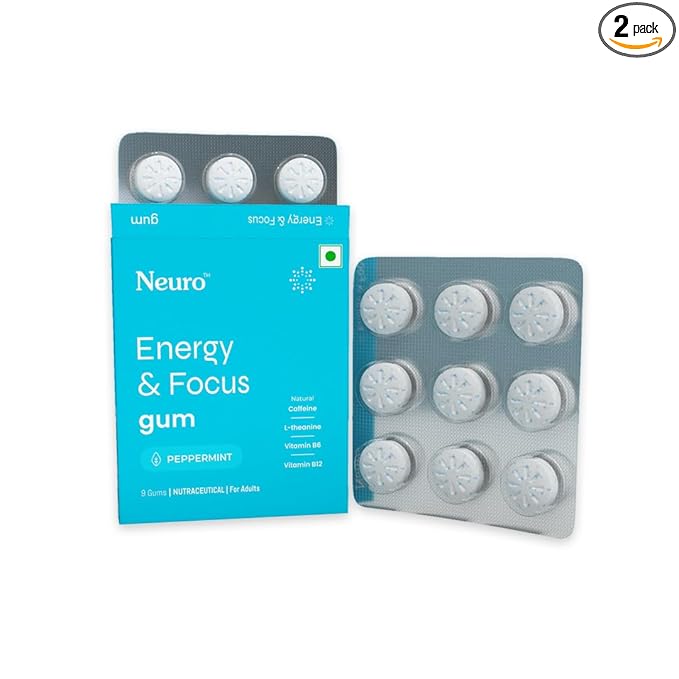 2 pack
Energy & Focus
gum
Neuro™
Energy
& Focus
gum
PEPPERMINT
Natural
Caffeine
L-theanine
Vitamin B6
Vitamin B12
9 Gums | NUTRACEUTICAL | For Adults